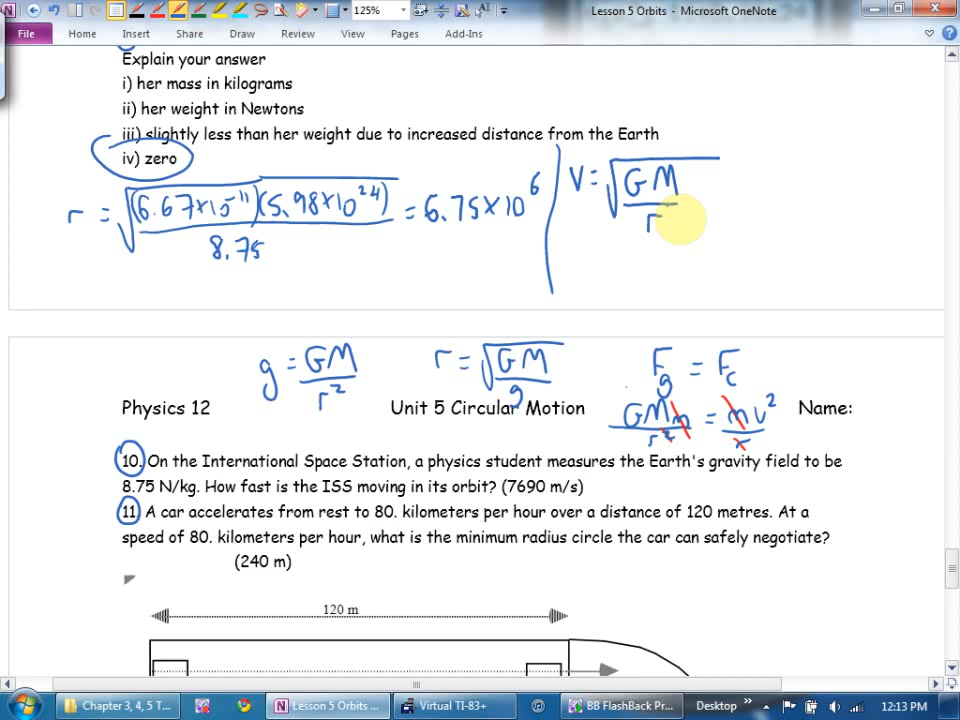 125%
Lesson 5 Orbits - Microsoft OneNote
File Home Insert Share Draw Review View Pages Add-Ins
Explain your answer
i) her mass in kilograms
ii) her weight in Newtons
iii) slightly less than her weight due to increased distance from the Earth
iv) zero
r = √((6.67×10⁻¹¹)(5.98×10²⁴)/8.75) = 6.75×10⁶
V = √(GM/r)
g = GM/r²
r = √(GM/g)
Fg = Fc
Physics 12 Unit 5 Circular Motion Name:
GMm/r² = mv²/r
10. On the International Space Station, a physics student measures the Earth's gravity field to be
8.75 N/kg. How fast is the ISS moving in its orbit? (7690 m/s)
11. A car accelerates from rest to 80. kilometers per hour over a distance of 120 metres. At a
speed of 80. kilometers per hour, what is the minimum radius circle the car can safely negotiate?
(240 m)
120 m
Chapter 3, 4, 5 T... Lesson 5 Orbits ... Virtual TI-83+ BB FlashBack Pr... Desktop » 12:13 PM